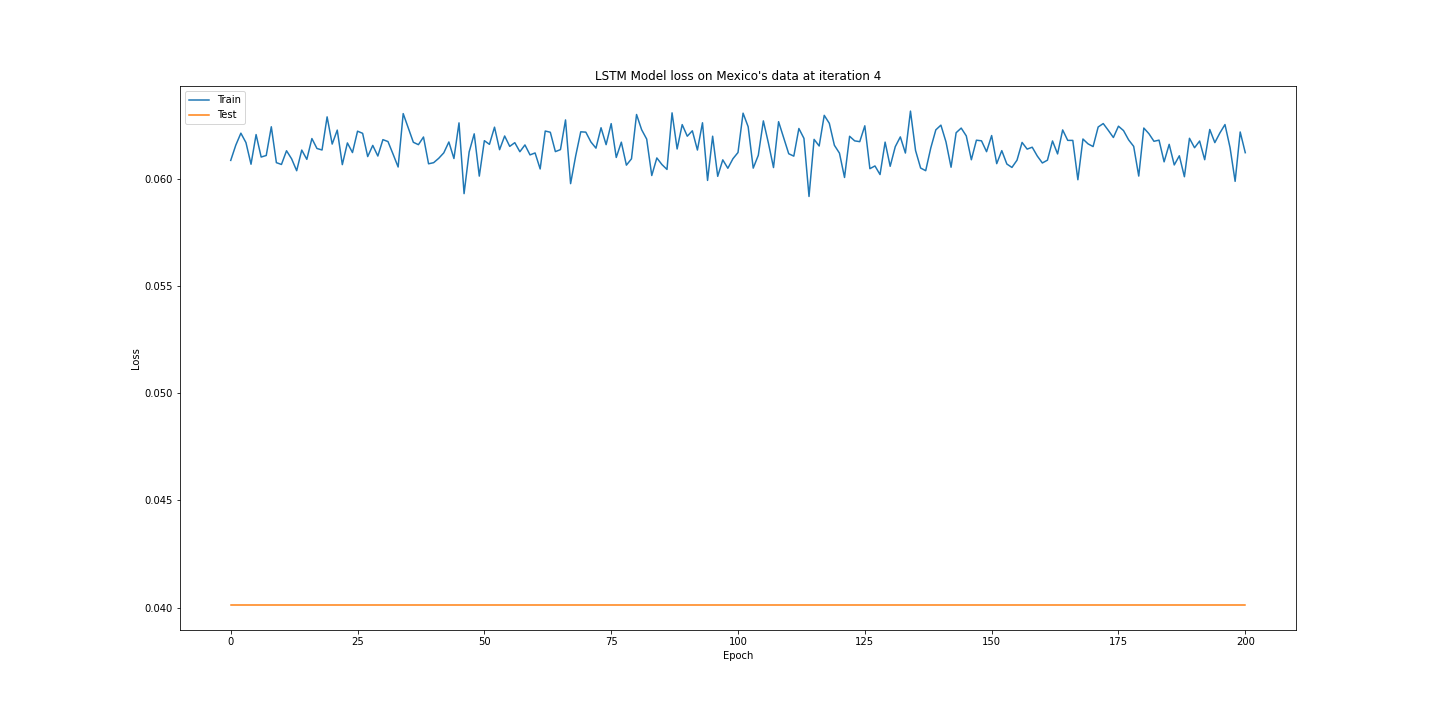 LSTM Model loss on Mexico's data at iteration 4
Train
Test
0.060
0.055
0.050
0.045
0.040
Loss
0 25 50 75 100 125 150 175 200
Epoch